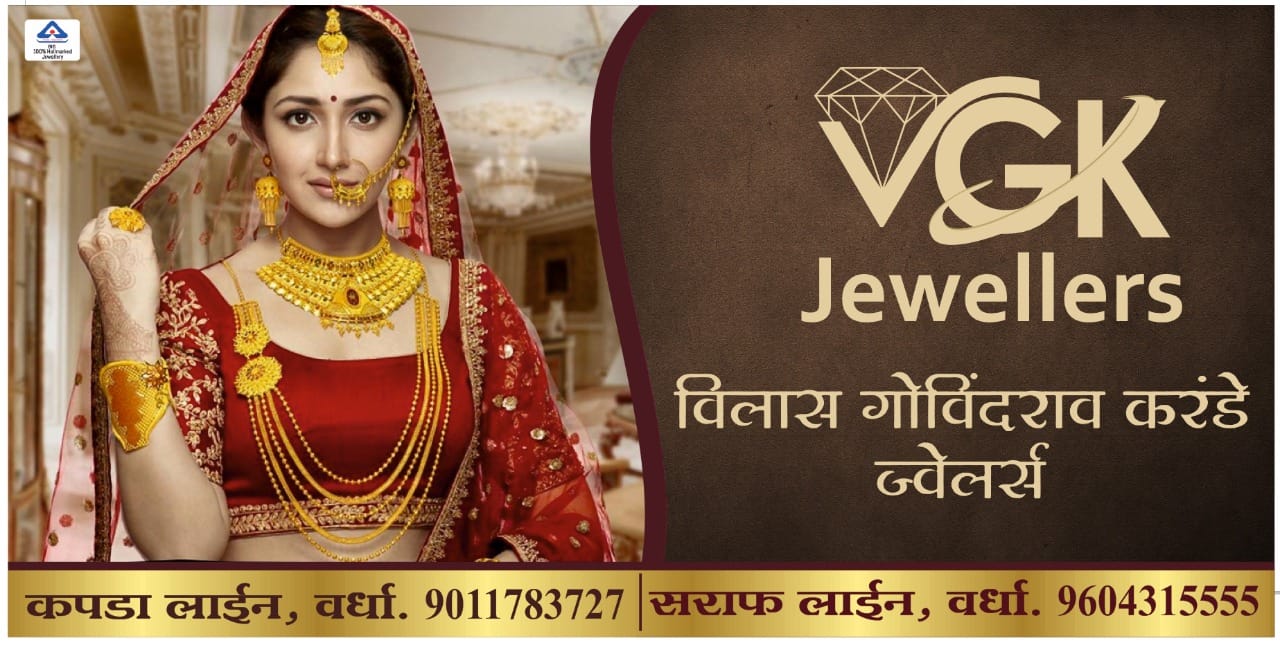 BIS
100% Hallmarked
Jewellery
VGK
Jewellers
विलास गोविंदराव करंडे
ज्वेलर्स
कपडा लाईन, वर्धा. 9011783727
सराफ लाईन, वर्धा. 9604315555